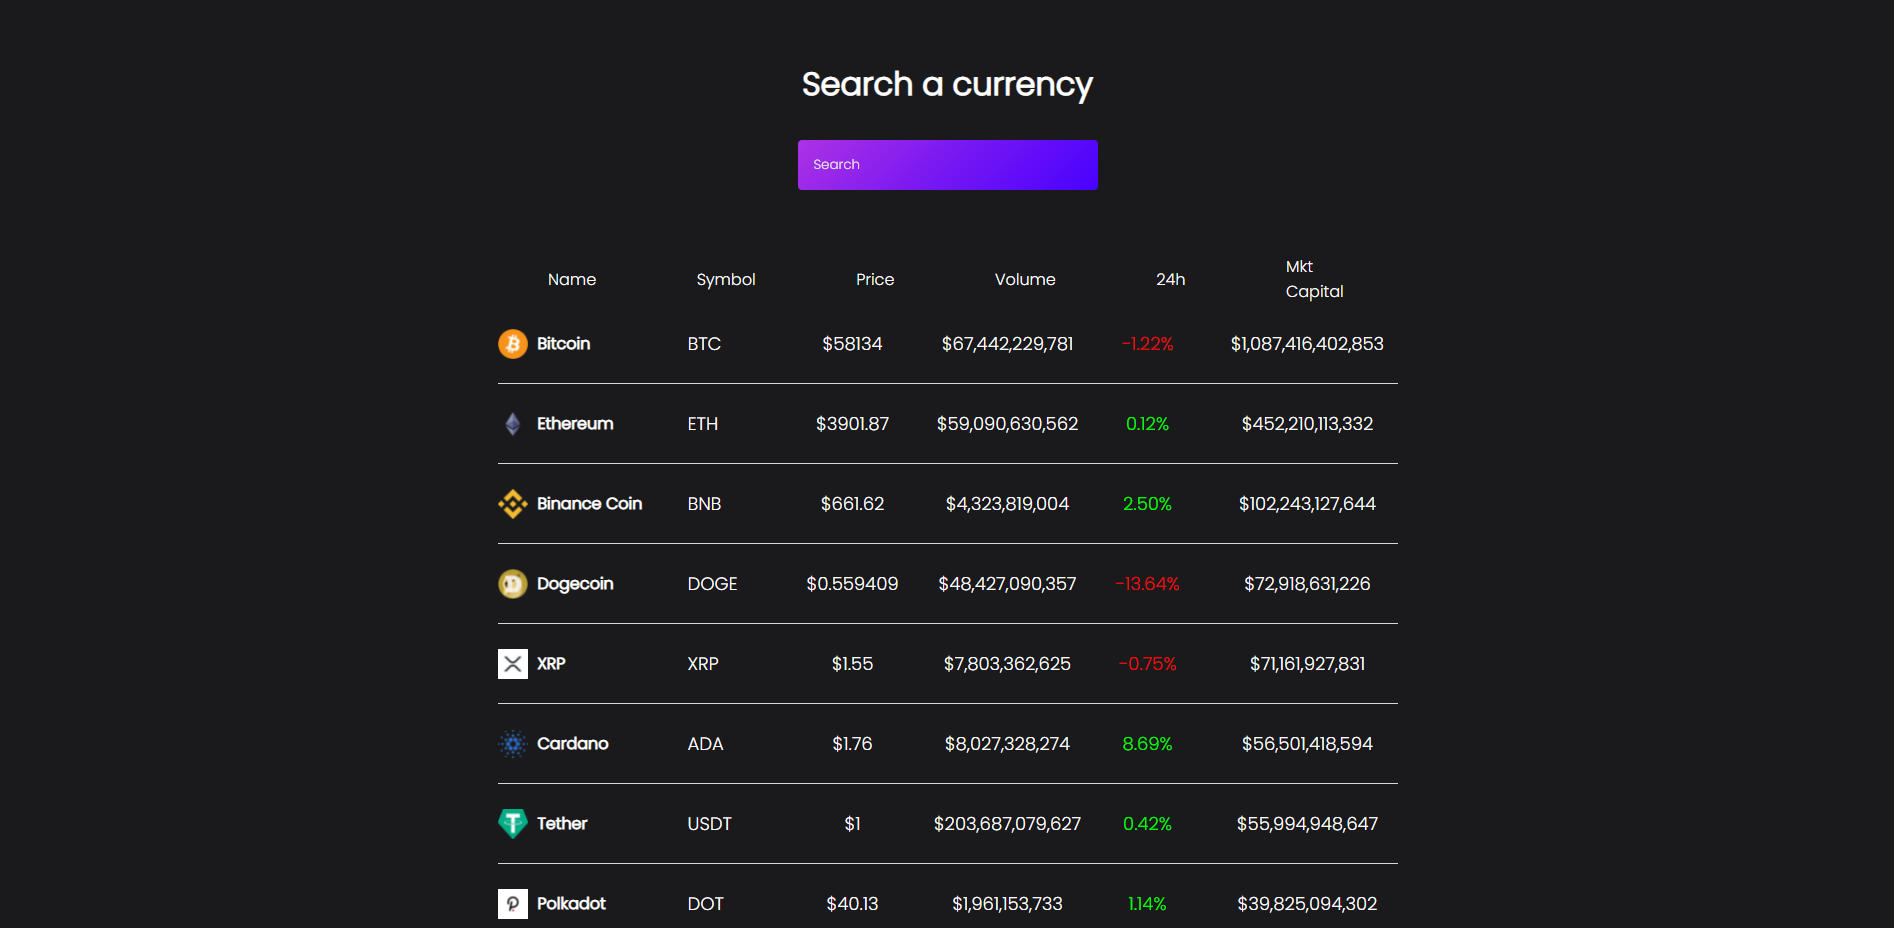 Search a currency
Search
Name Symbol Price Volume 24h Mkt Capital
Bitcoin BTC $58134 $67,442,229,781 -1.22% $1,087,416,402,853
Ethereum ETH $3901.87 $59,090,630,562 0.12% $452,210,113,332
Binance Coin BNB $661.62 $4,323,819,004 2.50% $102,243,127,644
Dogecoin DOGE $0.559409 $48,427,090,357 -13.64% $72,918,631,226
XRP XRP $1.55 $7,803,362,625 -0.75% $71,161,927,831
Cardano ADA $1.76 $8,027,328,274 8.69% $56,501,418,594
Tether USDT $1 $203,687,079,627 0.42% $55,994,948,647
Polkadot DOT $40.13 $1,961,153,733 1.14% $39,825,094,302